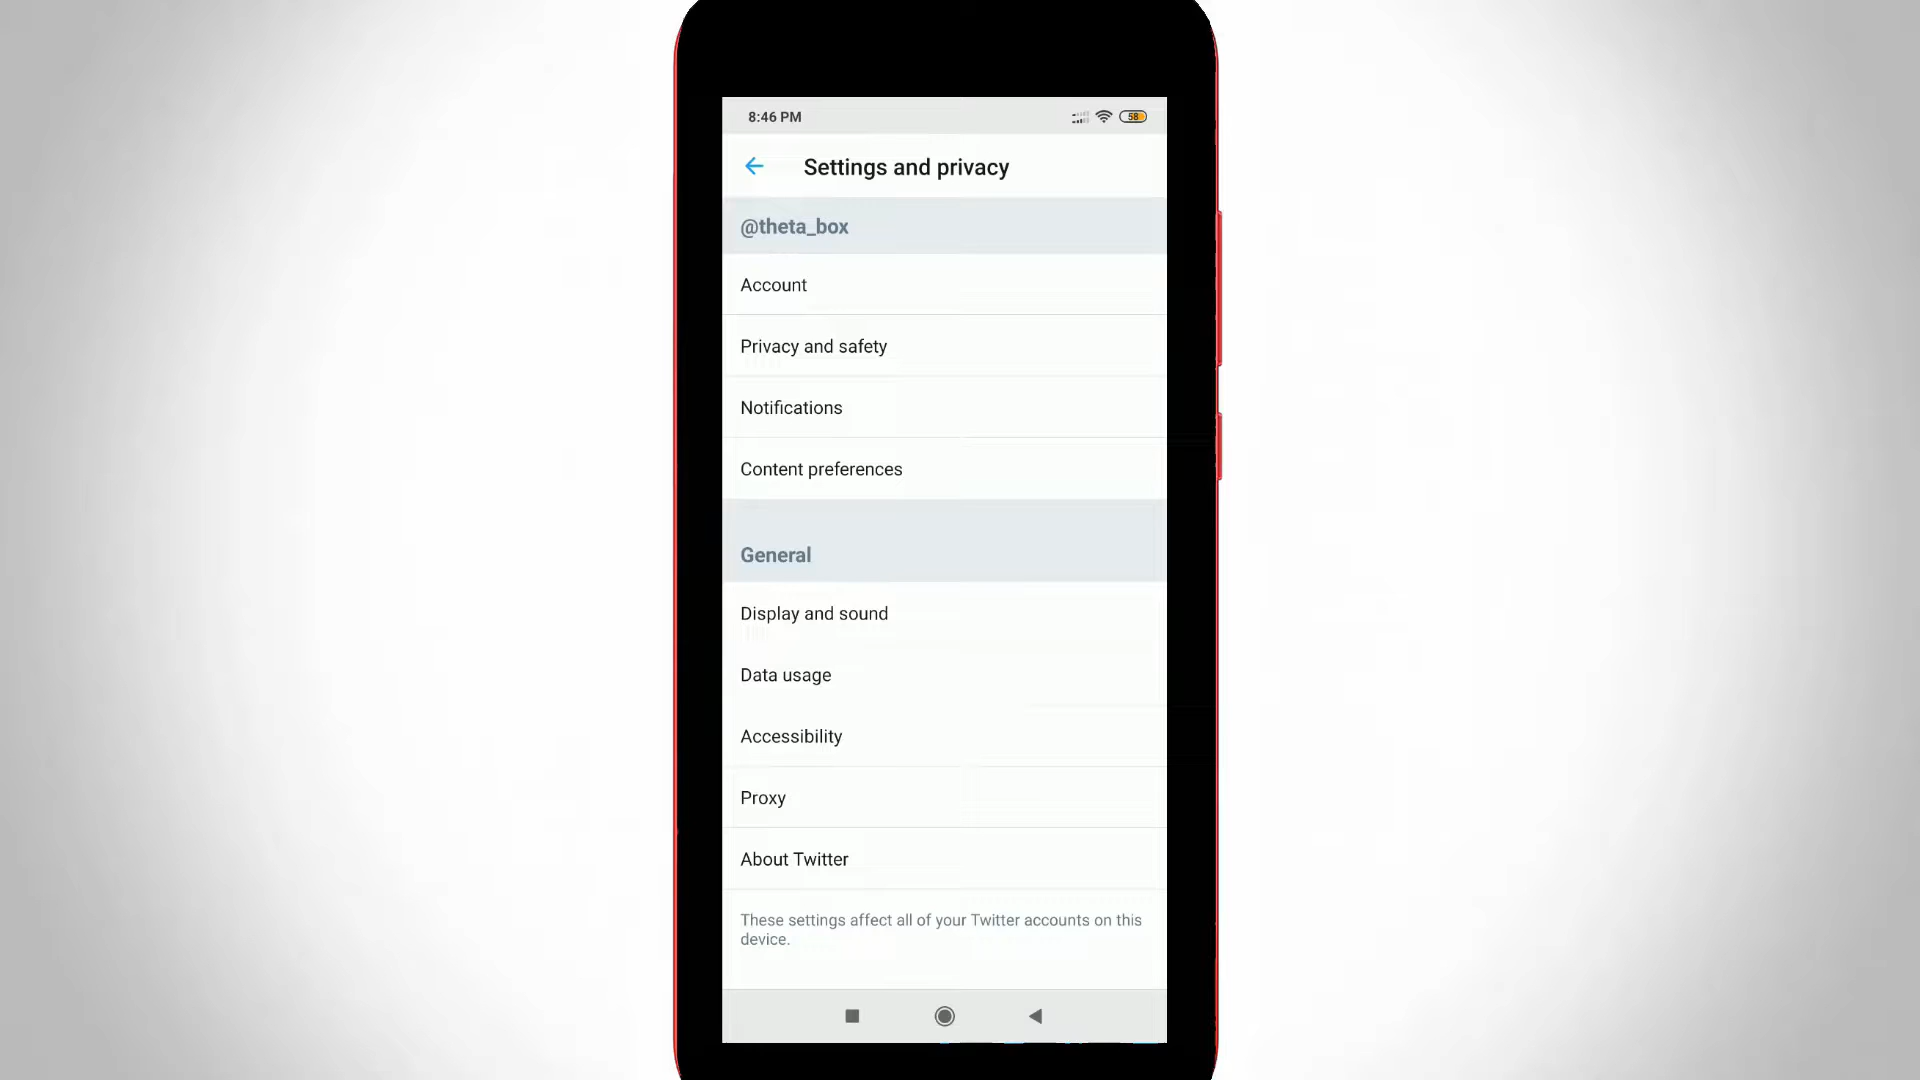 8:46 PM
58
Settings and privacy
@theta_box
Account
Privacy and safety
Notifications
Content preferences
General
Display and sound
Data usage
Accessibility
Proxy
About Twitter
These settings affect all of your Twitter accounts on this
device.